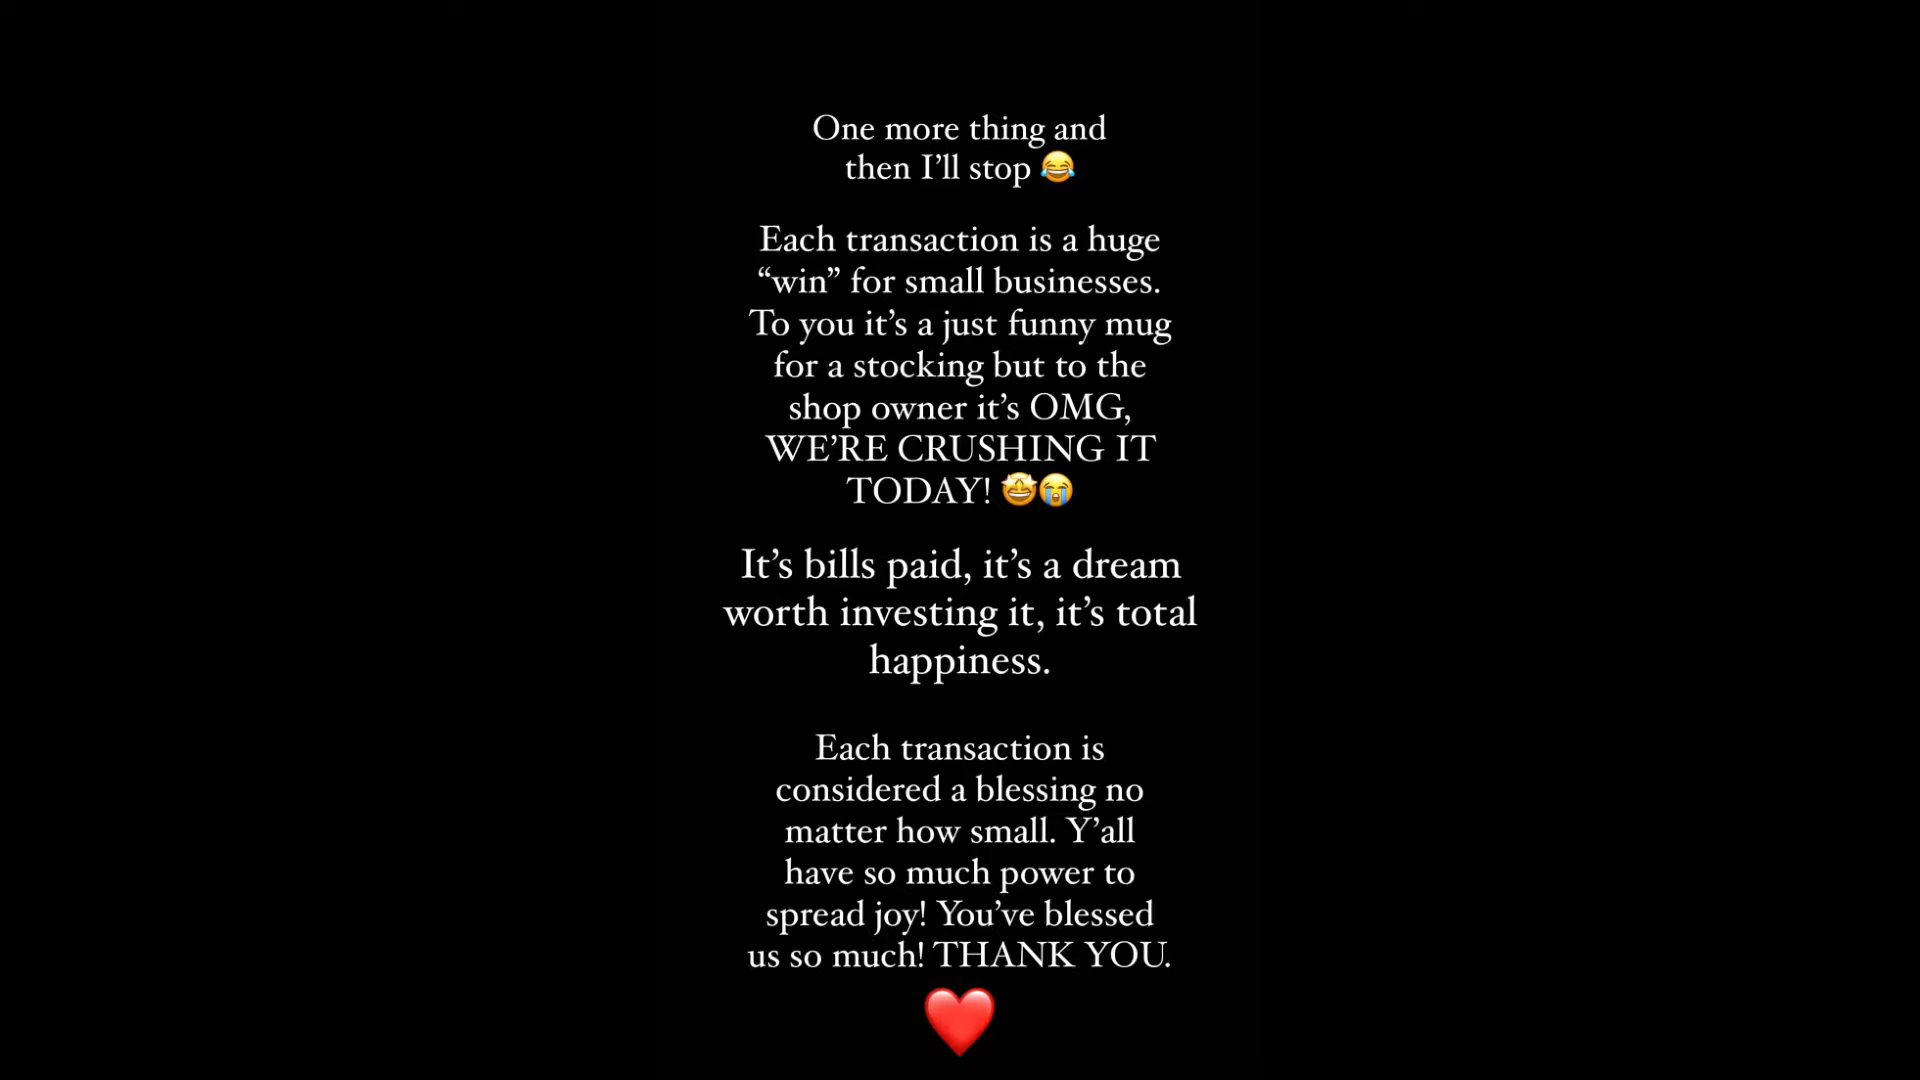 One more thing and
then I’ll stop 😂
Each transaction is a huge
“win” for small businesses.
To you it’s a just funny mug
for a stocking but to the
shop owner it’s OMG,
WE’RE CRUSHING IT
TODAY! 🤩😭
It’s bills paid, it’s a dream
worth investing it, it’s total
happiness.
Each transaction is
considered a blessing no
matter how small. Y’all
have so much power to
spread joy! You’ve blessed
us so much! THANK YOU.
❤️